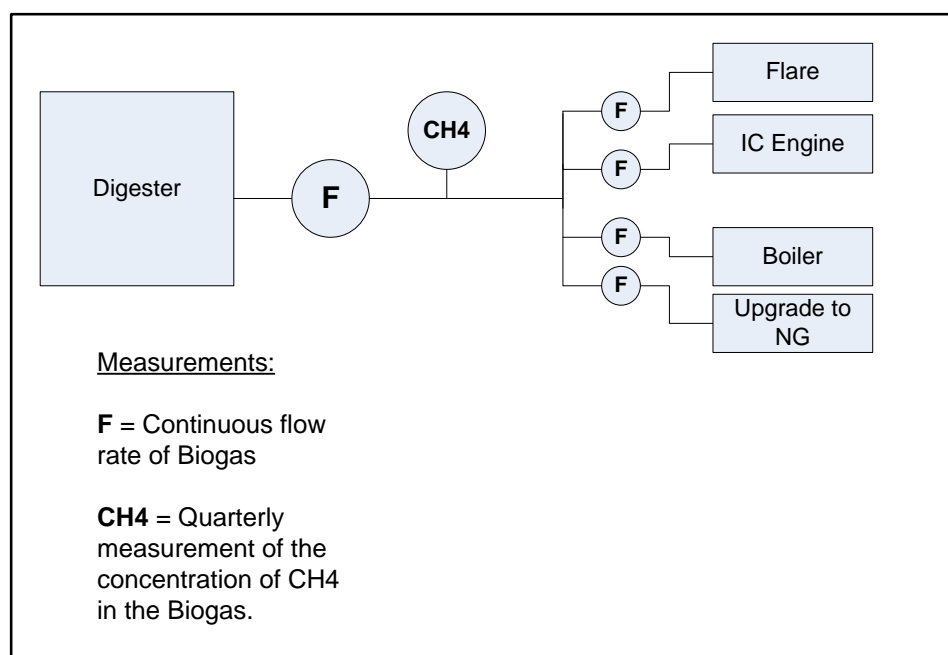 Digester
F
CH4
F
F
F
F
Flare
IC Engine
Boiler
Upgrade to
NG
Measurements:
F = Continuous flow
rate of Biogas
CH4 = Quarterly
measurement of the
concentration of CH4
in the Biogas.